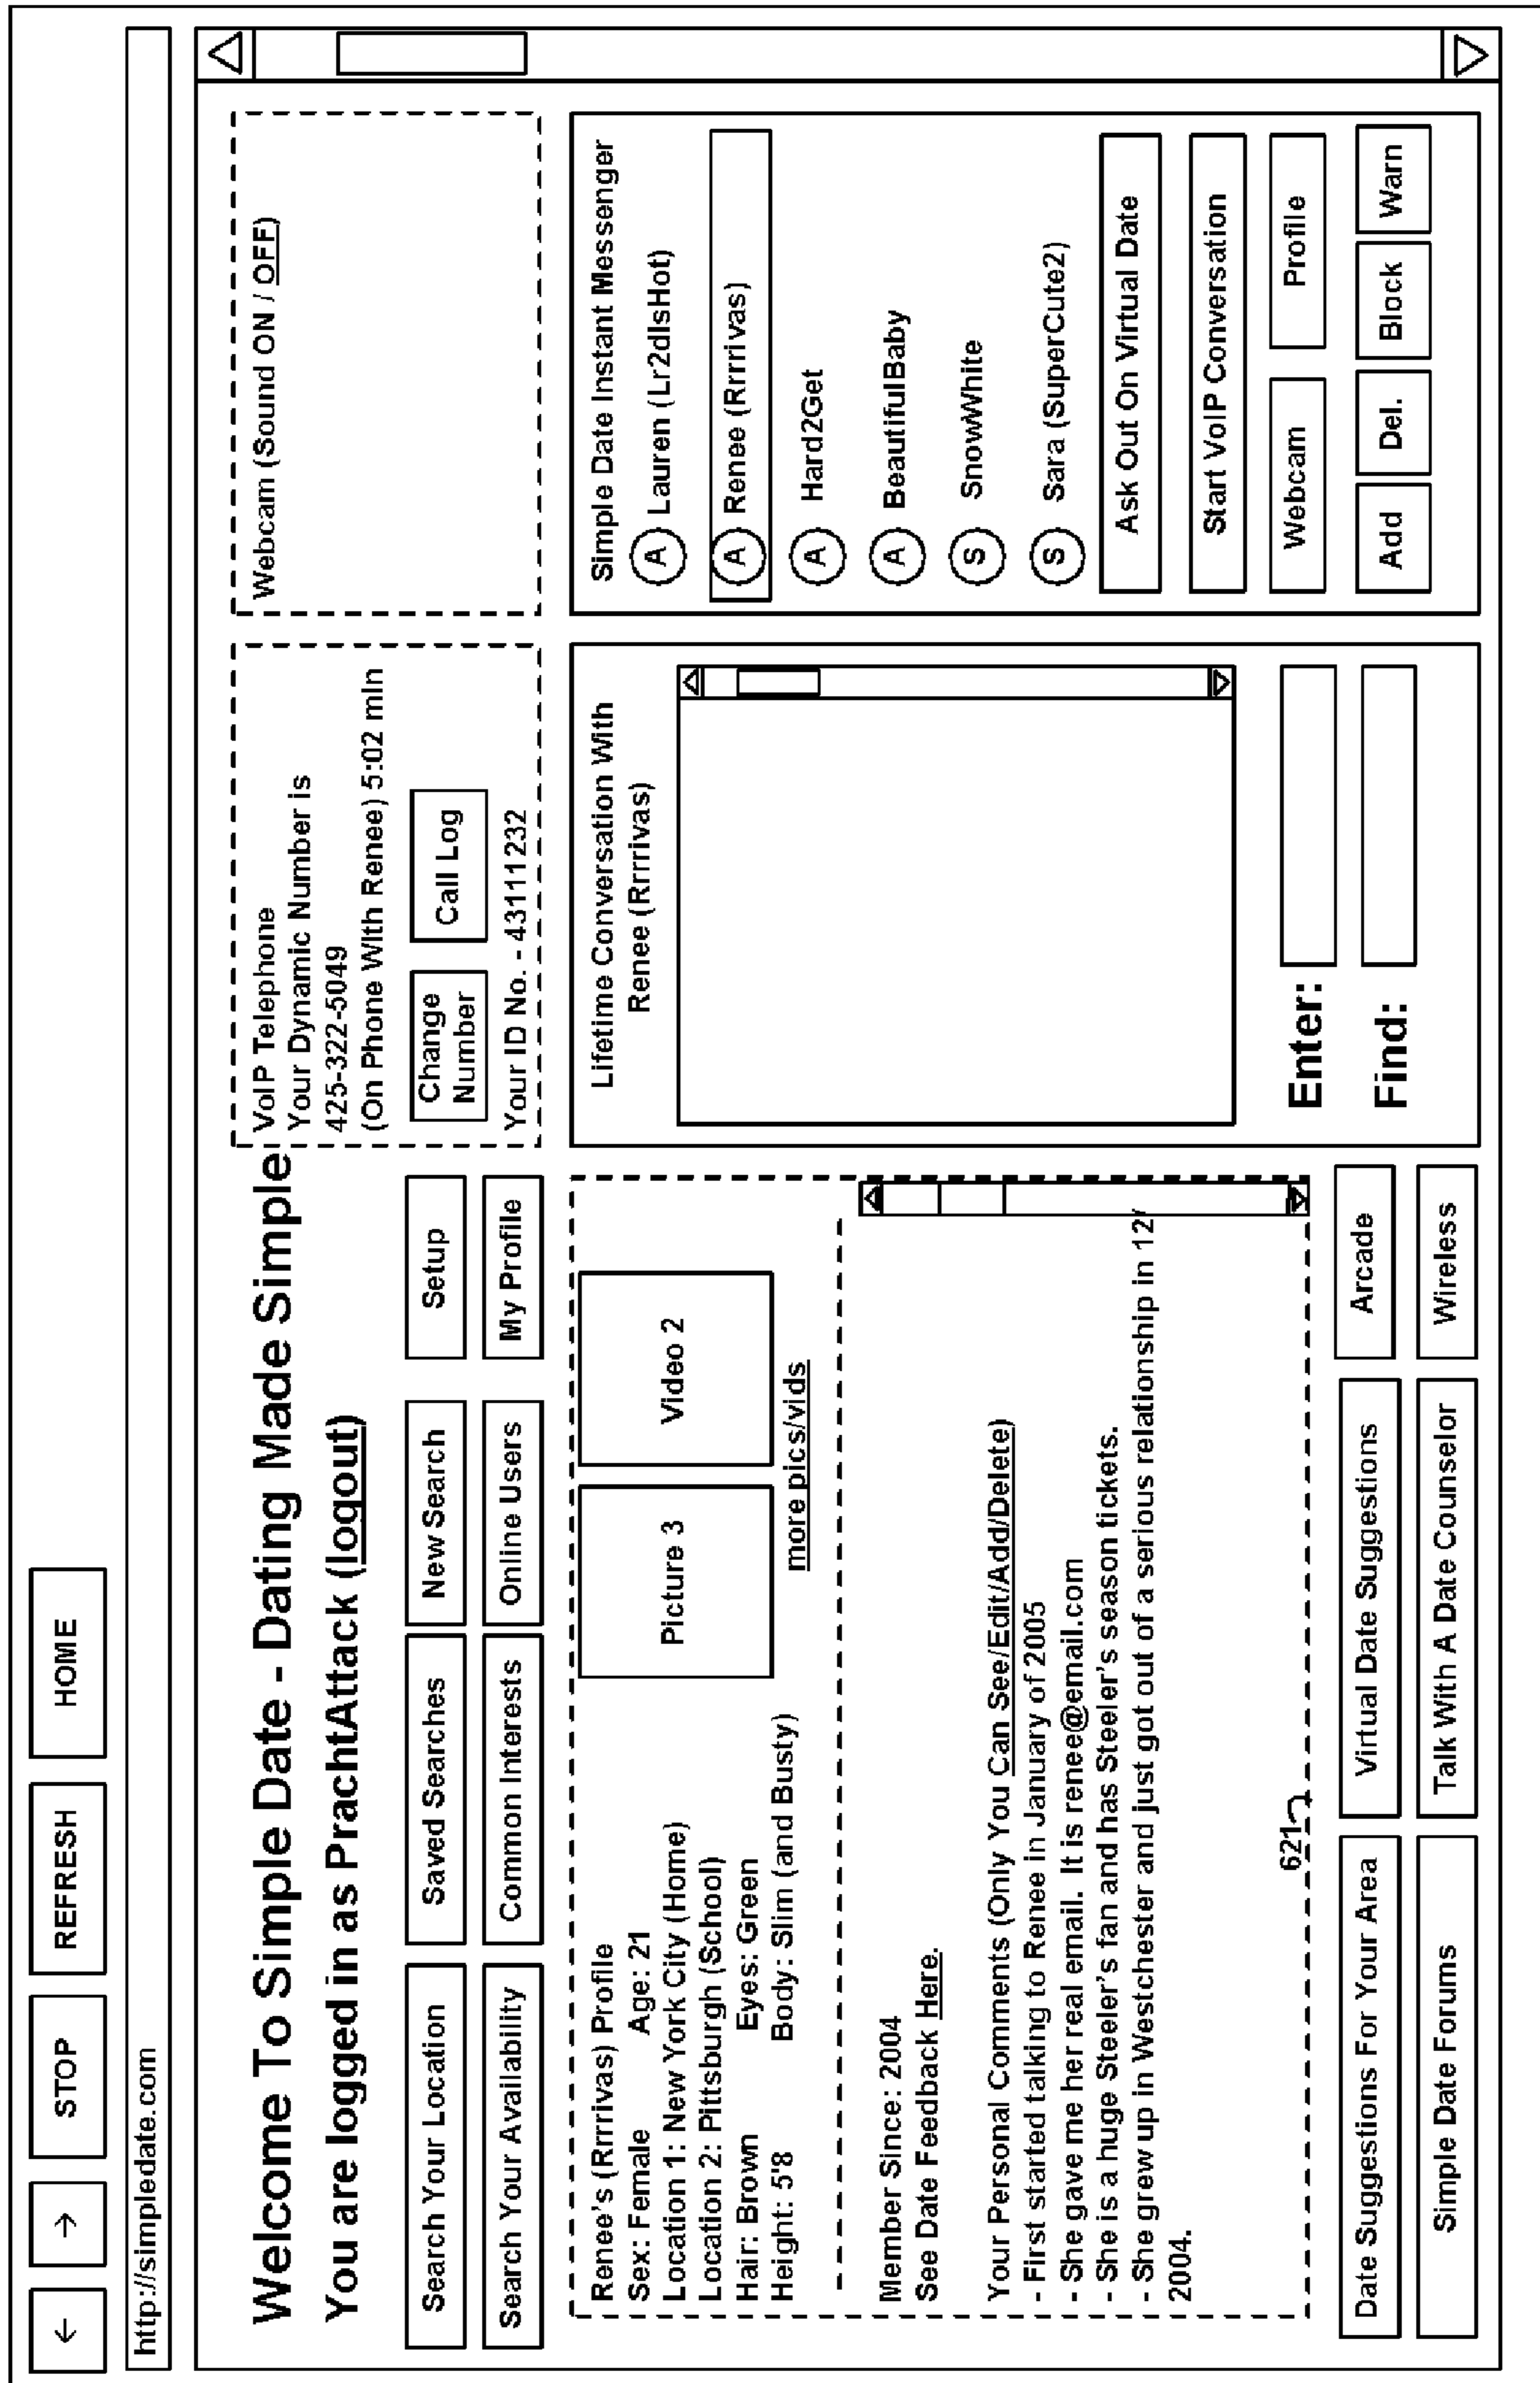 ← → STOP REFRESH HOME
http://simpledate.com
Welcome To Simple Date - Dating Made Simple
You are logged in as PrachtAttack (logout)
Search Your Location
Saved Searches
New Search
Setup
Search Your Availability
Common Interests
Online Users
My Profile
VoIP Telephone
Your Dynamic Number is
425-322-5049
(On Phone With Renee) 5:02 min
Change
Number
Call Log
Your ID No. - 43111232
Webcam (Sound ON / OFF)
Renee's (Rrrrivas) Profile
Sex: Female Age: 21
Location 1: New York City (Home)
Location 2: Pittsburgh (School)
Hair: Brown Eyes: Green
Height: 5'8 Body: Slim (and Busty)
Picture 3
Video 2
more pics/vids
Member Since: 2004
See Date Feedback Here.
Your Personal Comments (Only You Can See/Edit/Add/Delete)
- First started talking to Renee in January of 2005
- She gave me her real email. It is renee@email.com
- She is a huge Steeler's fan and has Steeler's season tickets.
- She grew up in Westchester and just got out of a serious relationship in 12/
2004.
621
Date Suggestions For Your Area
Virtual Date Suggestions
Arcade
Simple Date Forums
Talk With A Date Counselor
Wireless
Lifetime Conversation With
Renee (Rrrrivas)
Enter:
Find:
Simple Date Instant Messenger
A Lauren (Lr2dIsHot)
A Renee (Rrrrivas)
A Hard2Get
A BeautifulBaby
S SnowWhite
S Sara (SuperCute2)
Ask Out On Virtual Date
Start VoIP Conversation
Webcam
Profile
Add
Del.
Block
Warn